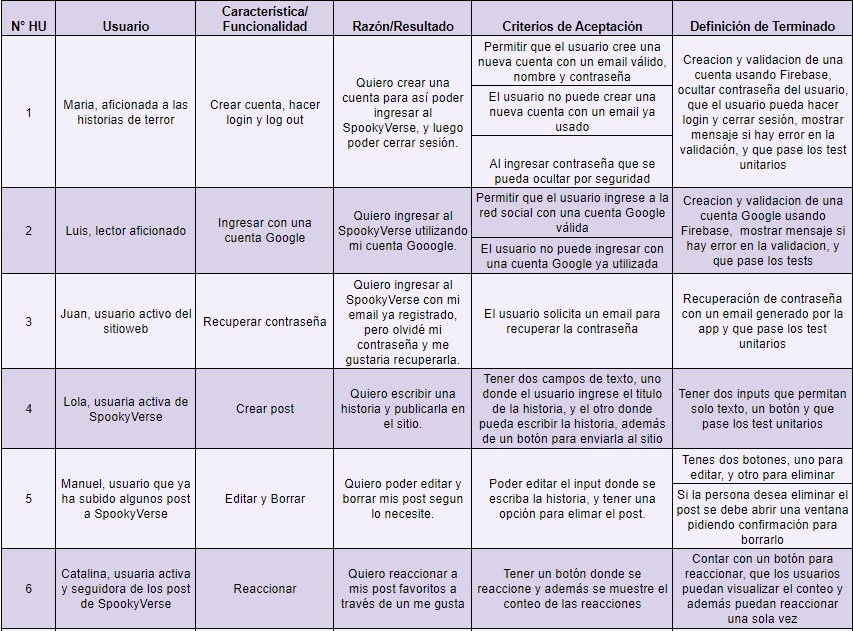 N° HU
Usuario
Característica/
Funcionalidad
Razón/Resultado
Criterios de Aceptación
Definición de Terminado
1
Maria, aficionada a las
historias de terror
Crear cuenta, hacer
login y log out
Quiero crear una
cuenta para así poder
ingresar al
SpookyVerse, y luego
poder cerrar sesión.
Permitir que el usuario cree una
nueva cuenta con un email válido,
nombre y contraseña
El usuario no puede crear una
nueva cuenta con un email ya
usado
Al ingresar contraseña que se
pueda ocultar por seguridad
Creacion y validacion de una
cuenta usando Firebase,
ocultar contraseña del usuario,
que el usuario pueda hacer
login y cerrar sesión, mostrar
mensaje si hay error en la
validación, y que pase los test
unitarios
2
Luis, lector aficionado
Ingresar con una
cuenta Google
Quiero ingresar al
SpookyVerse utilizando
mi cuenta Gooogle.
Permitir que el usuario ingrese a la
red social con una cuenta Google
válida
El usuario no puede ingresar con
una cuenta Google ya utilizada
Creacion y validacion de una
cuenta Google usando
Firebase, mostrar mensaje si
hay error en la validacion, y
que pase los tests
3
Juan, usuario activo del
sitioweb
Recuperar contraseña
Quiero ingresar al
SpookyVerse con mi
email ya registrado,
pero olvidé mi
contraseña y me
gustaria recuperarla.
El usuario solicita un email para
recuperar la contraseña
Recuperación de contraseña
con un email generado por la
app y que pase los test
unitarios
4
Lola, usuaria activa de
SpookyVerse
Crear post
Quiero escribir una
historia y publicarla en
el sitio.
Tener dos campos de texto, uno
donde el usuario ingrese el titulo
de la historia, y el otro donde
pueda escribir la historia, además
de un botón para enviarla al sitio
Tener dos inputs que permitan
solo texto, un botón y que
pase los test unitarios
5
Manuel, usuario que ya
ha subido algunos post
a SpookyVerse
Editar y Borrar
Quiero poder editar y
borrar mis post segun
lo necesite.
Poder editar el input donde se
escriba la historia, y tener una
opción para elimar el post.
Tenes dos botones, uno para
editar, y otro para eliminar
Si la persona desea eliminar el
post se debe abrir una ventana
pidiendo confirmación para
borrarlo
6
Catalina, usuaria activa
y seguidora de los post
de SpookyVerse
Reaccionar
Quiero reaccionar a
mis post favoritos a
través de un me gusta
Tener un botón donde se
reaccione y además se muestre el
conteo de las reacciones
Contar con un botón para
reaccionar, que los usuarios
puedan visualizar el conteo y
además puedan reaccionar
una sola vez